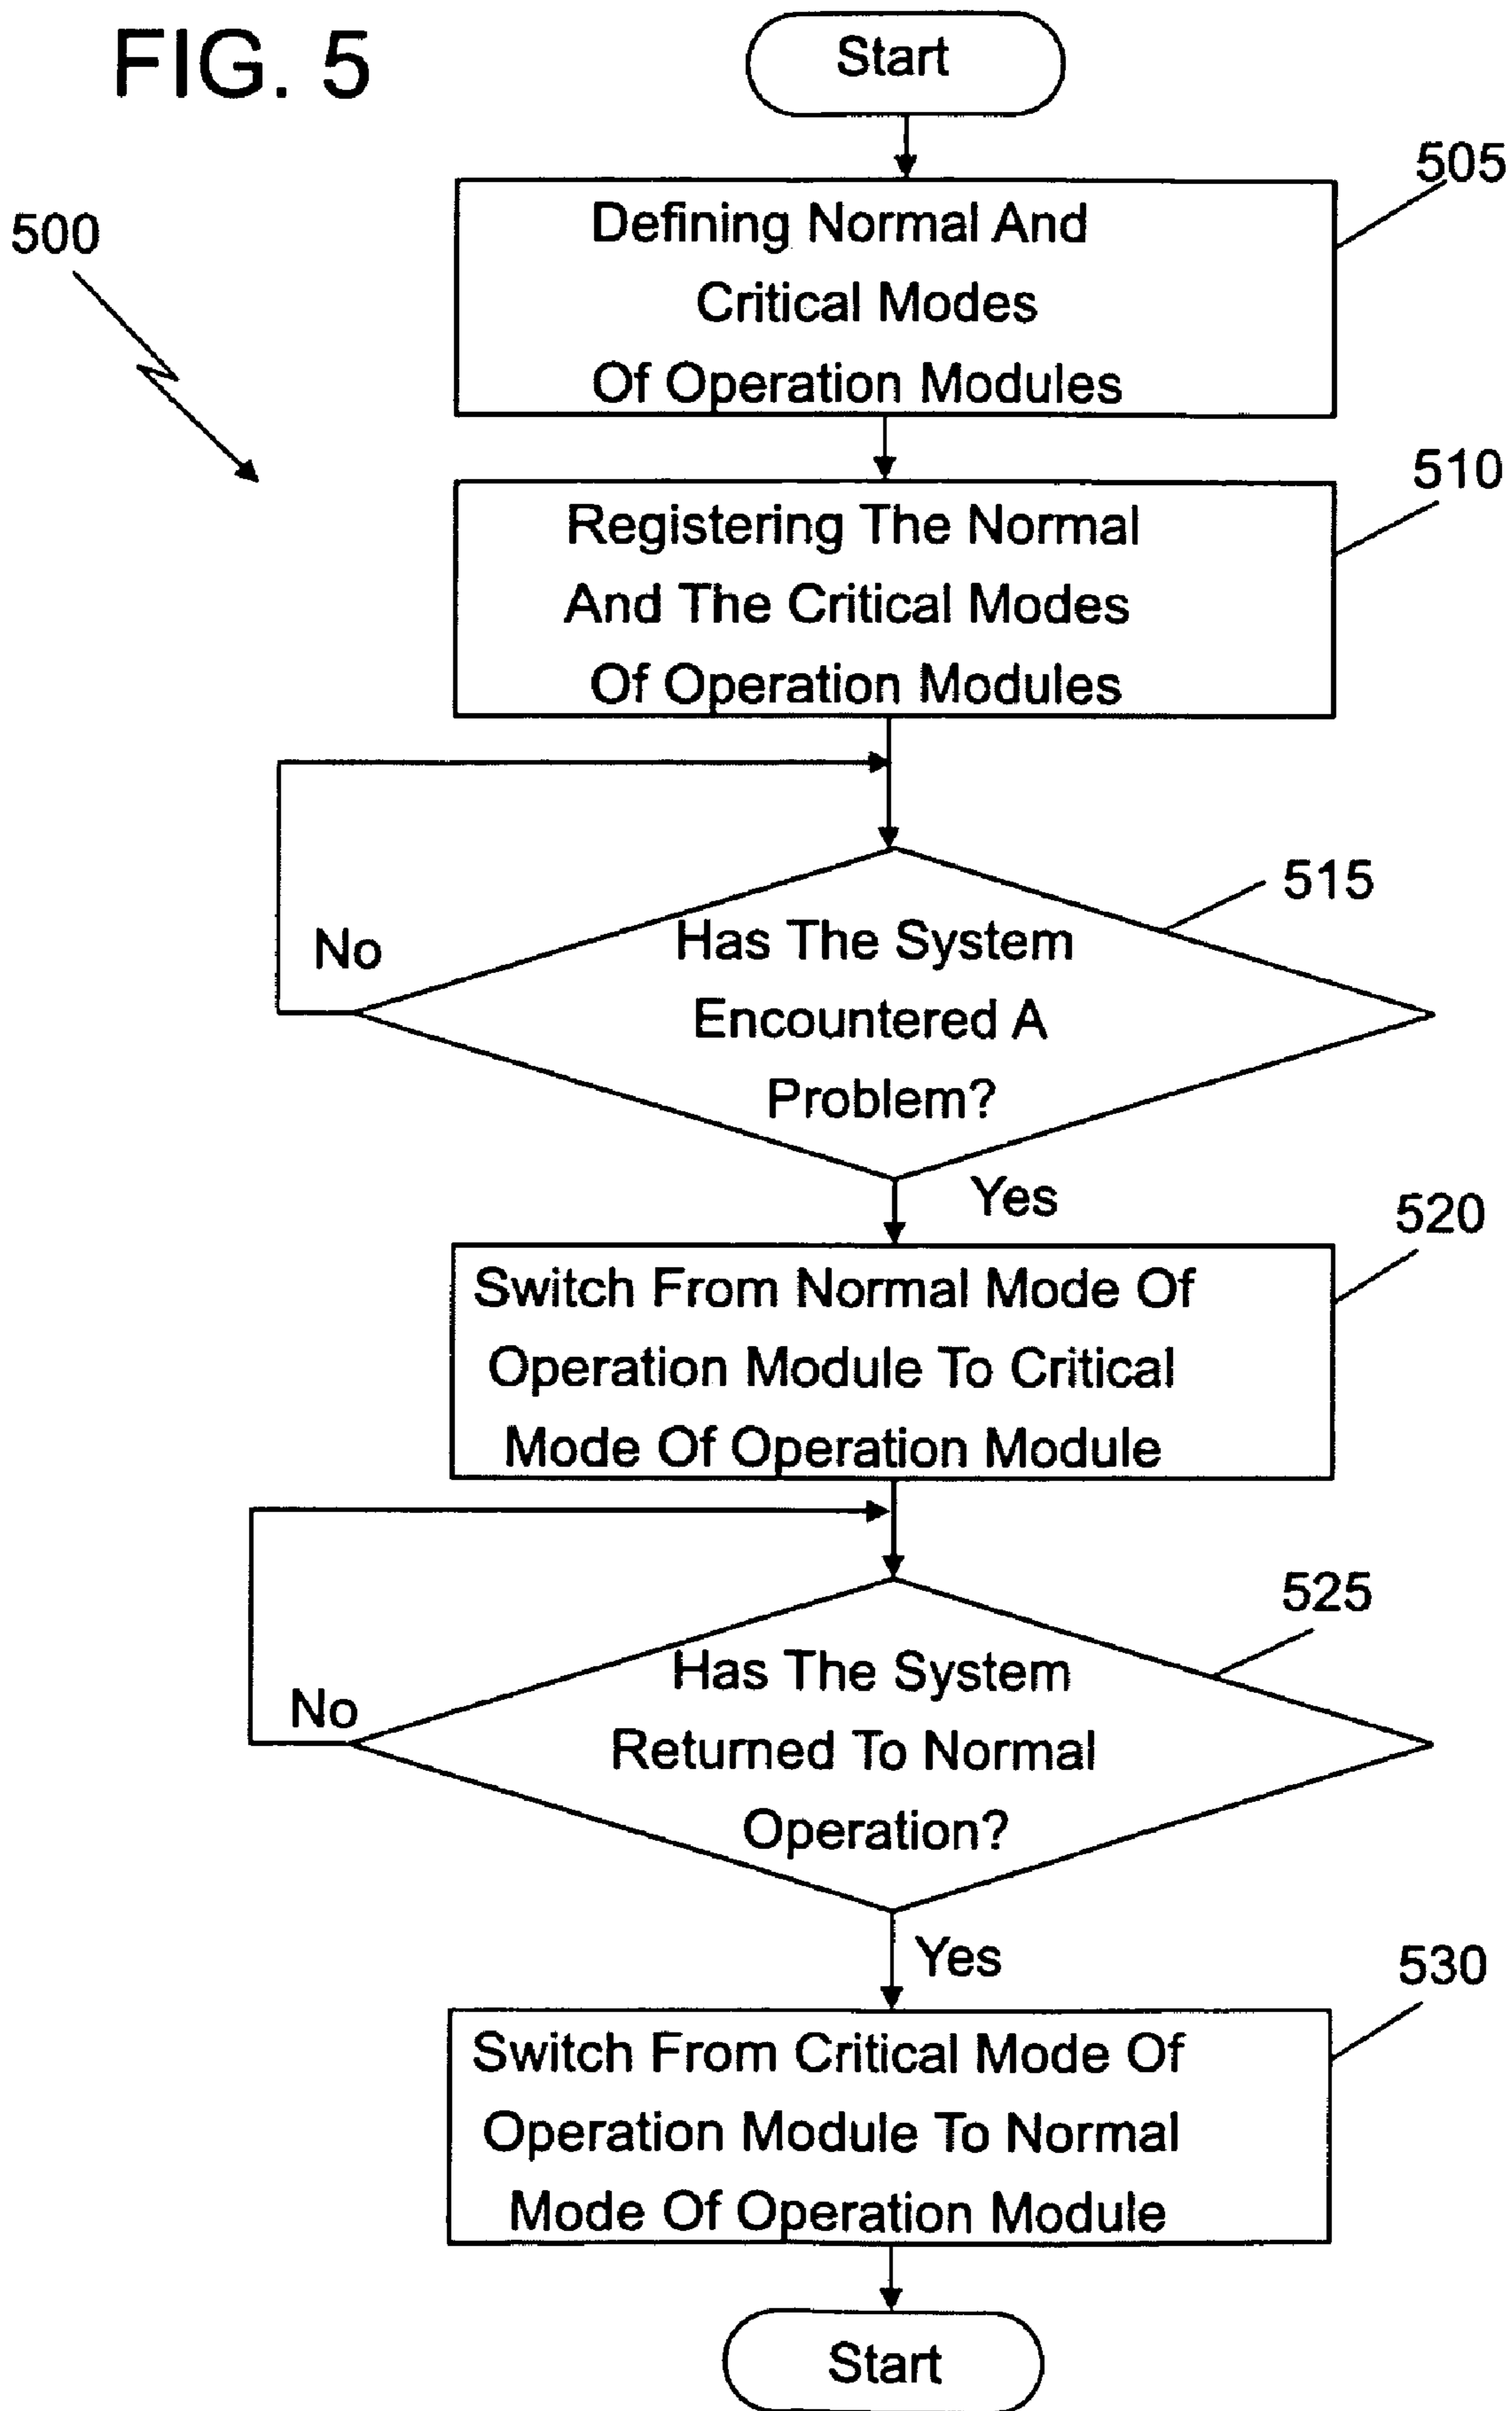 FIG. 5
Start
500
505
Defining Normal And
Critical Modes
Of Operation Modules
510
Registering The Normal
And The Critical Modes
Of Operation Modules
515
No
Has The System
Encountered A
Problem?
Yes
520
Switch From Normal Mode Of
Operation Module To Critical
Mode Of Operation Module
525
No
Has The System
Returned To Normal
Operation?
Yes
530
Switch From Critical Mode Of
Operation Module To Normal
Mode Of Operation Module
Start